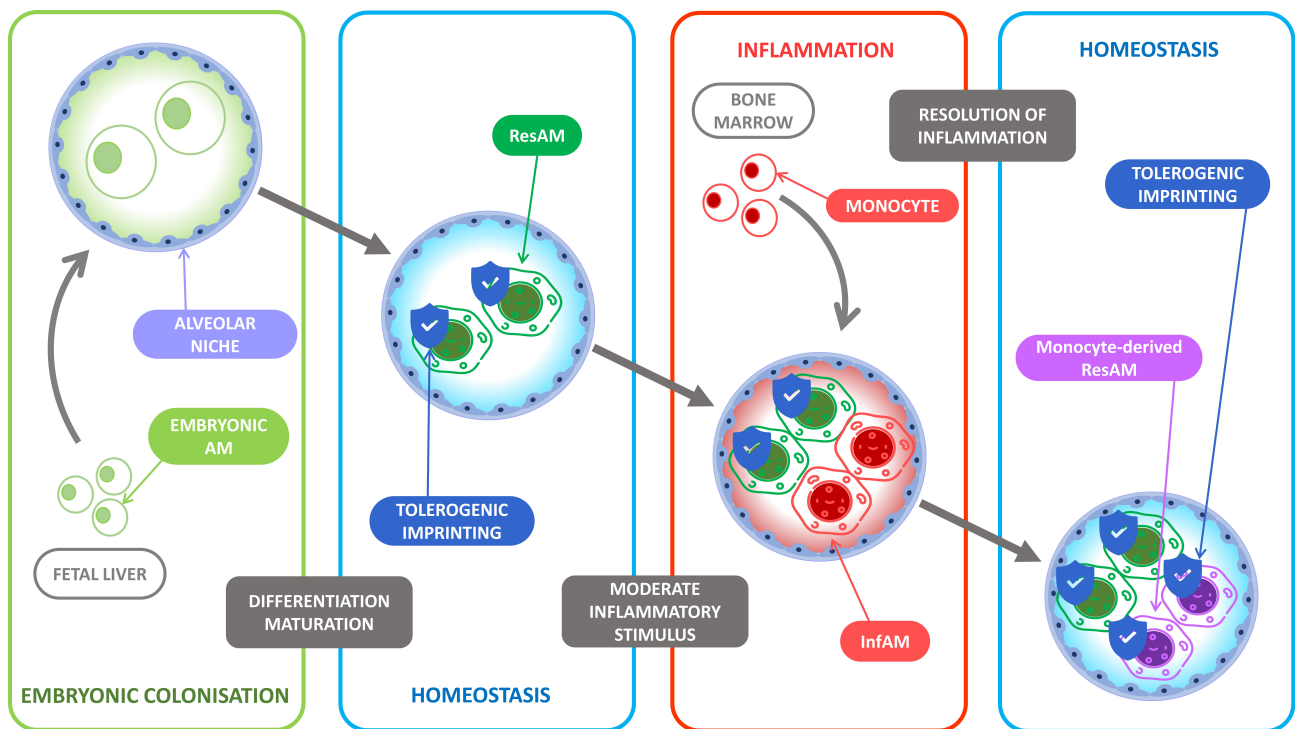 ALVEOLAR
NICHE
EMBRYONIC
AM
FETAL LIVER
EMBRYONIC COLONISATION
DIFFERENTIATION
MATURATION
ResAM
TOLEROGENIC
IMPRINTING
HOMEOSTASIS
MODERATE
INFLAMMATORY
STIMULUS
INFLAMMATION
BONE
MARROW
MONOCYTE
InfAM
RESOLUTION OF
INFLAMMATION
HOMEOSTASIS
TOLEROGENIC
IMPRINTING
Monocyte-derived
ResAM